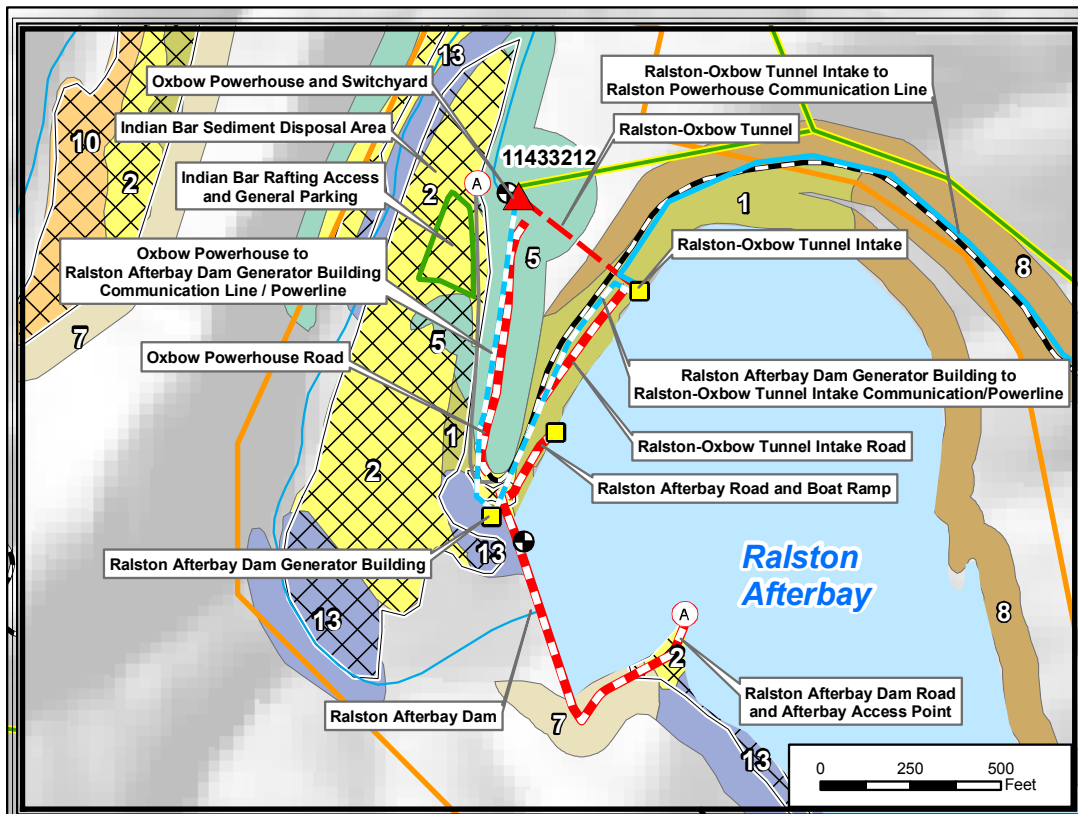 13
Oxbow Powerhouse and Switchyard
Ralston-Oxbow Tunnel Intake to
Ralston Powerhouse Communication Line
Indian Bar Sediment Disposal Area
Ralston-Oxbow Tunnel
10
11433212
2
Indian Bar Rafting Access
and General Parking
A
2
1
5
Ralston-Oxbow Tunnel Intake
8
Oxbow Powerhouse to
Ralston Afterbay Dam Generator Building
Communication Line / Powerline
7
5
Oxbow Powerhouse Road
Ralston Afterbay Dam Generator Building to
Ralston-Oxbow Tunnel Intake Communication/Powerline
1
Ralston-Oxbow Tunnel Intake Road
2
Ralston Afterbay Road and Boat Ramp
13
Ralston Afterbay Dam Generator Building
Ralston
Afterbay
13
A
8
2
Ralston Afterbay Dam Road
and Afterbay Access Point
Ralston Afterbay Dam
7
13
0 250 500
Feet